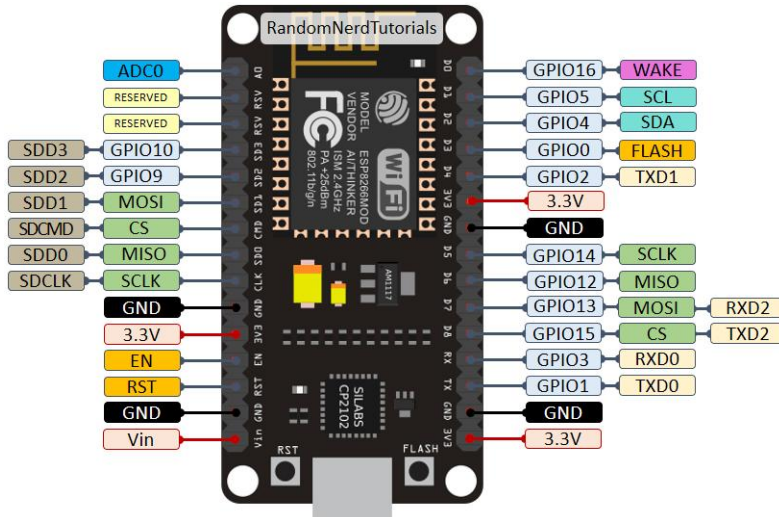 RandomNerdTutorials
ADC0 A0 D0 GPIO16 WAKE
RESERVED RSV D1 GPIO5 SCL
RESERVED RSV D2 GPIO4 SDA
SDD3 GPIO10 SD3 D3 GPIO0 FLASH
SDD2 GPIO9 SD2 D4 GPIO2 TXD1
SDD1 MOSI SD1 3V3 3.3V
SDCMD CS CMD GND GND
SDD0 MISO SD0 D5 GPIO14 SCLK
SDCLK SCLK CLK D6 GPIO12 MISO
GND GND D7 GPIO13 MOSI RXD2
3.3V 3V3 D8 GPIO15 CS TXD2
EN EN RX GPIO3 RXD0
RST RST TX GPIO1 TXD0
GND GND GND GND
Vin Vin 3V3 3.3V
MODEL ESP8266MOD
VENDOR AI/THINKER
ISM 2.4GHz
PA +25dBm
802.11b/g/n
FC
Wi Fi
AM1117
SILABS
CP2102
RST
FLASH